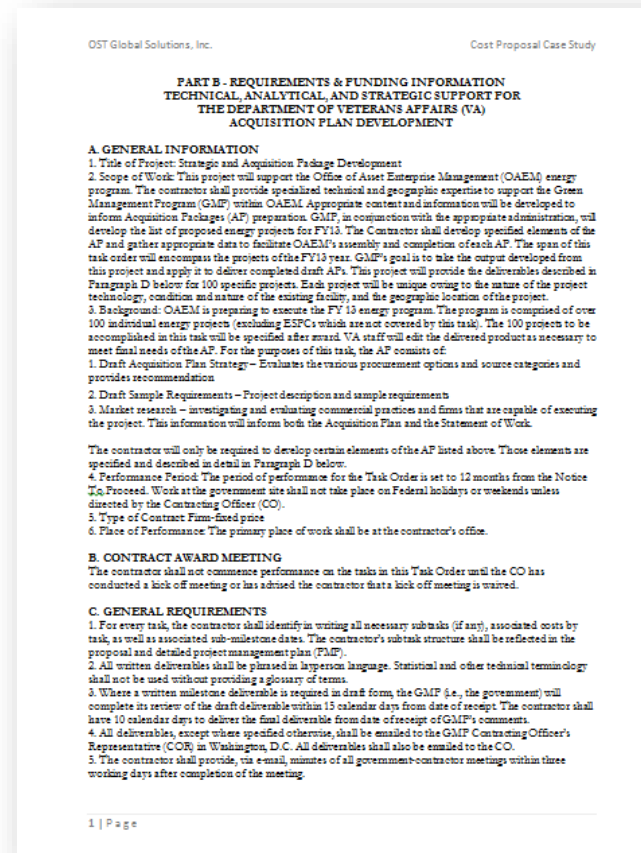 OST Global Solutions, Inc. Cost Proposal Case Study
PART B - REQUIREMENTS & FUNDING INFORMATION
TECHNICAL, ANALYTICAL, AND STRATEGIC SUPPORT FOR
THE DEPARTMENT OF VETERANS AFFAIRS (VA)
ACQUISITION PLAN DEVELOPMENT
A. GENERAL INFORMATION
1. Title of Project: Strategic and Acquisition Package Development
2. Scope of Work: This project will support the Office of Asset Enterprise Management (OAEM) energy
program. The contractor shall provide specialized technical and geographic expertise to support the Green
Management Program (GMP) within OAEM. Appropriate content and information will be developed to
inform Acquisition Packages (AP) preparation. GMP, in conjunction with the appropriate administration, will
develop the list of proposed energy projects for FY13. The Contractor shall develop specified elements of the
AP and gather appropriate data to facilitate OAEM's assembly and completion of each AP. The span of this
task order will encompass the projects of the FY13 year. GMP's goal is to take the output developed from
this project and apply it to deliver completed draft APs. This project will provide the deliverables described in
Paragraph D below for 100 specific projects. Each project will be unique owing to the nature of the project
technology, condition and nature of the existing facility, and the geographic location of the project.
3. Background: OAEM is preparing to execute the FY 13 energy program. The program is comprised of over
100 individual energy projects (excluding ESPCs which are not covered by this task). The 100 projects to be
accomplished in this task will be specified after award. VA staff will edit the delivered product as necessary to
meet final needs of the AP. For the purposes of this task, the AP consists of:
1. Draft Acquisition Plan Strategy – Evaluates the various procurement options and source categories and
provides recommendation
2. Draft Sample Requirements – Project description and sample requirements
3. Market research – investigating and evaluating commercial practices and firms that are capable of executing
the project. This information will inform both the Acquisition Plan and the Statement of Work.
The contractor will only be required to develop certain elements of the AP listed above. Those elements are
specified and described in detail in Paragraph D below.
4. Performance Period: The period of performance for the Task Order is set to 12 months from the Notice
To Proceed. Work at the government site shall not take place on Federal holidays or weekends unless
directed by the Contracting Officer (CO).
5. Type of Contract: Firm-fixed price
6. Place of Performance: The primary place of work shall be at the contractor's office.
B. CONTRACT AWARD MEETING
The contractor shall not commence performance on the tasks in this Task Order until the CO has
conducted a kick off meeting or has advised the contractor that a kick off meeting is waived.
C. GENERAL REQUIREMENTS
1. For every task, the contractor shall identify in writing all necessary subtasks (if any), associated costs by
task, as well as associated sub-milestone dates. The contractor's subtask structure shall be reflected in the
proposal and detailed project management plan (PMP).
2. All written deliverables shall be phrased in layperson language. Statistical and other technical terminology
shall not be used without providing a glossary of terms.
3. Where a written milestone deliverable is required in draft form, the GMP (i.e., the government) will
complete its review of the draft deliverable within 15 calendar days from date of receipt. The contractor shall
have 10 calendar days to deliver the final deliverable from date of receipt of GMP's comments.
4. All deliverables, except where specified otherwise, shall be emailed to the GMP Contracting Officer's
Representative (COR) in Washington, D.C. All deliverables shall also be emailed to the CO.
5. The contractor shall provide, via e-mail, minutes of all government-contractor meetings within three
working days after completion of the meeting.
1 | Page